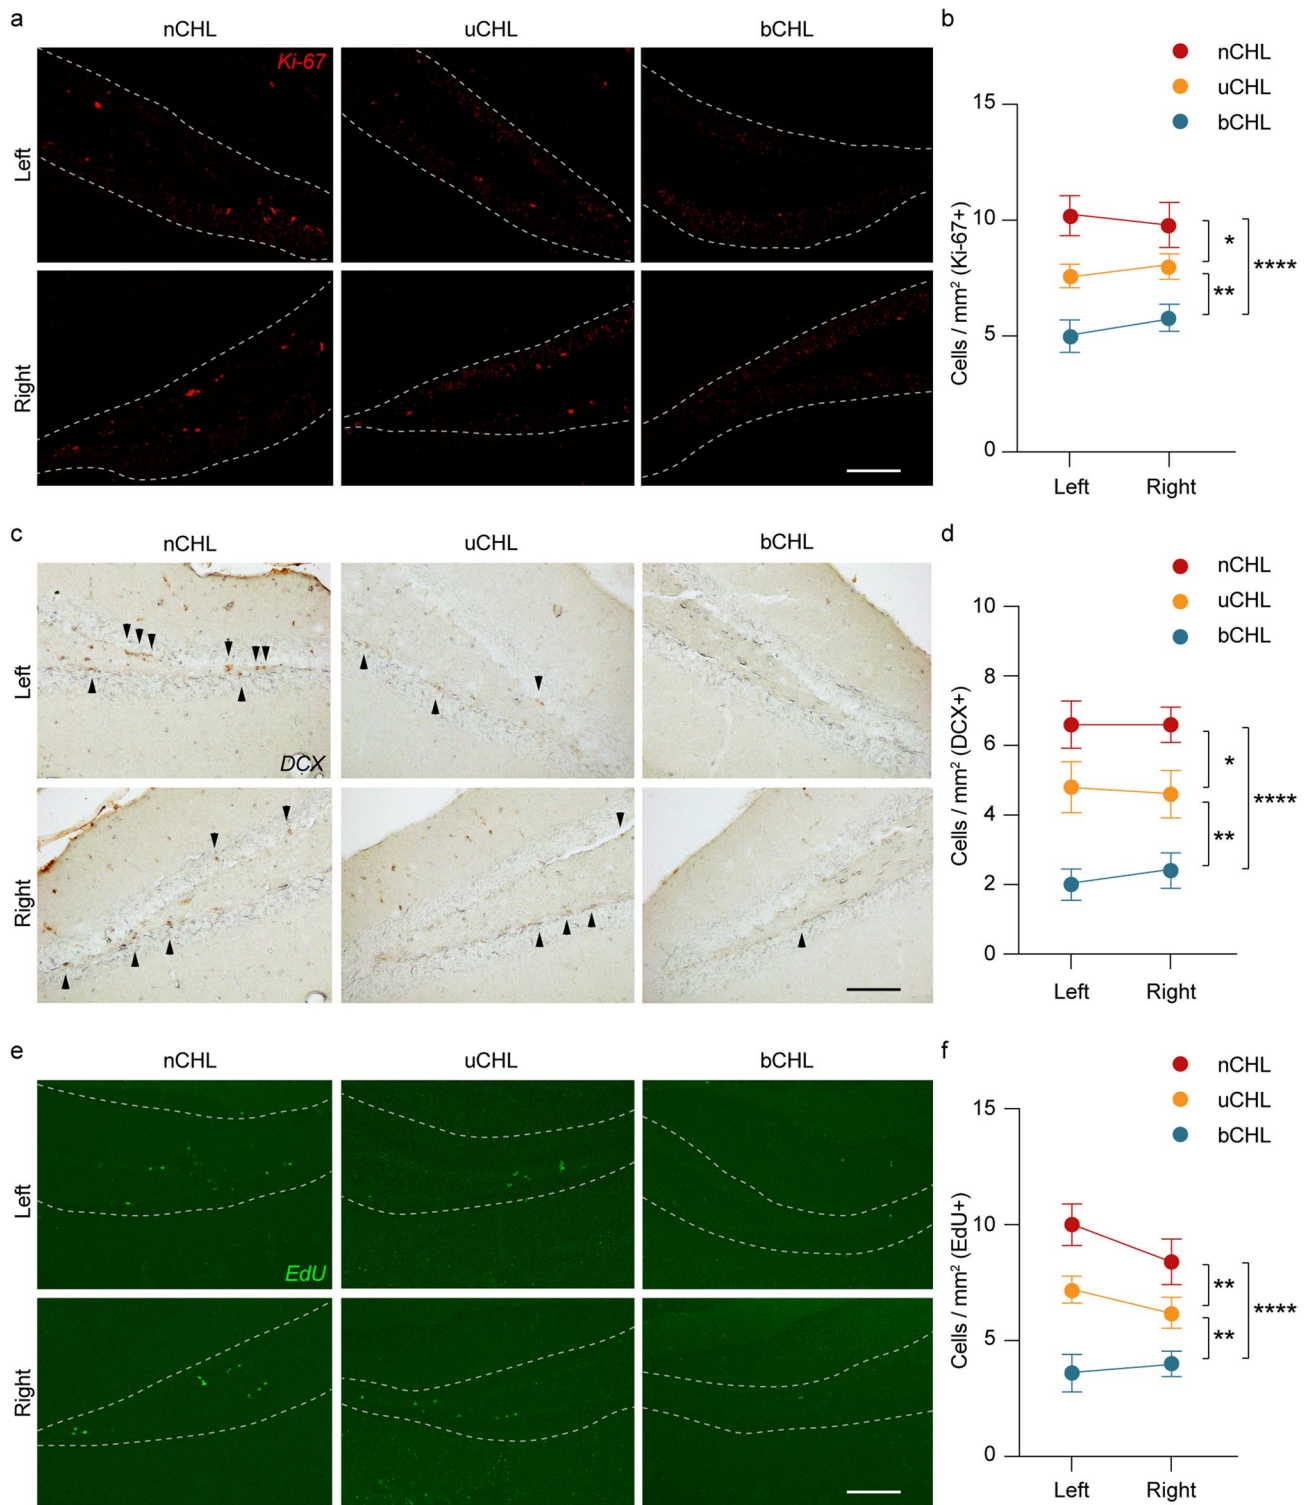 a
nCHL
uCHL
bCHL
Left
Ki-67
Right
b
nCHL
uCHL
bCHL
Cells / mm² (Ki-67+)
15
10
5
0
*
**
****
Left
Right
c
nCHL
uCHL
bCHL
Left
DCX
Right
d
nCHL
uCHL
bCHL
Cells / mm² (DCX+)
10
8
6
4
2
0
*
**
****
Left
Right
e
nCHL
uCHL
bCHL
Left
EdU
Right
f
nCHL
uCHL
bCHL
Cells / mm² (EdU+)
15
10
5
0
**
**
****
Left
Right